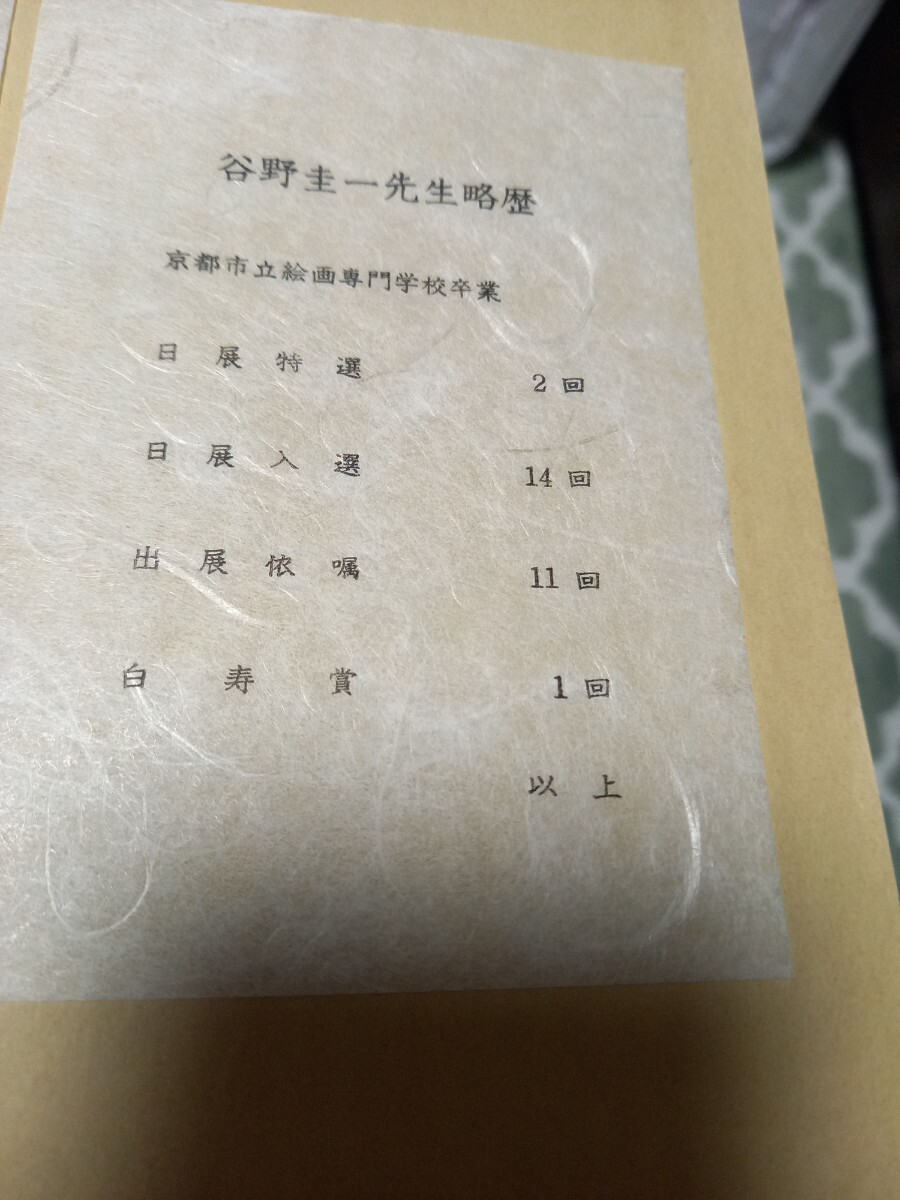 谷野圭一先生略歴
京都市立絵画専門学校卒業
日展特選 2回
日展入選 14回
出展依嘱 11回
白寿賞 1回
以上